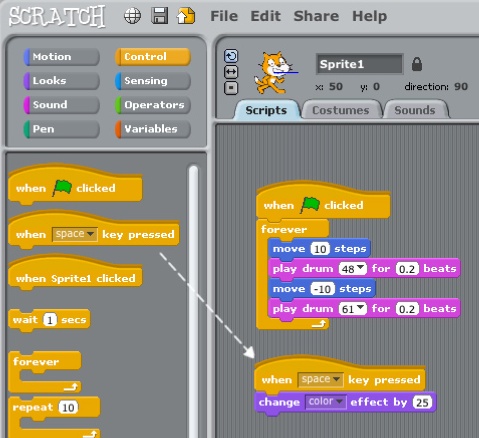 SCRATCH File Edit Share Help
Motion Control
Looks Sensing
Sound Operators
Pen Variables
Sprite1
x: 50 y: 0 direction: 90
Scripts Costumes Sounds
when clicked
when space key pressed
when Sprite1 clicked
wait 1 secs
forever
repeat 10
when clicked
forever
move 10 steps
play drum 48 for 0.2 beats
move -10 steps
play drum 61 for 0.2 beats
when space key pressed
change color effect by 25